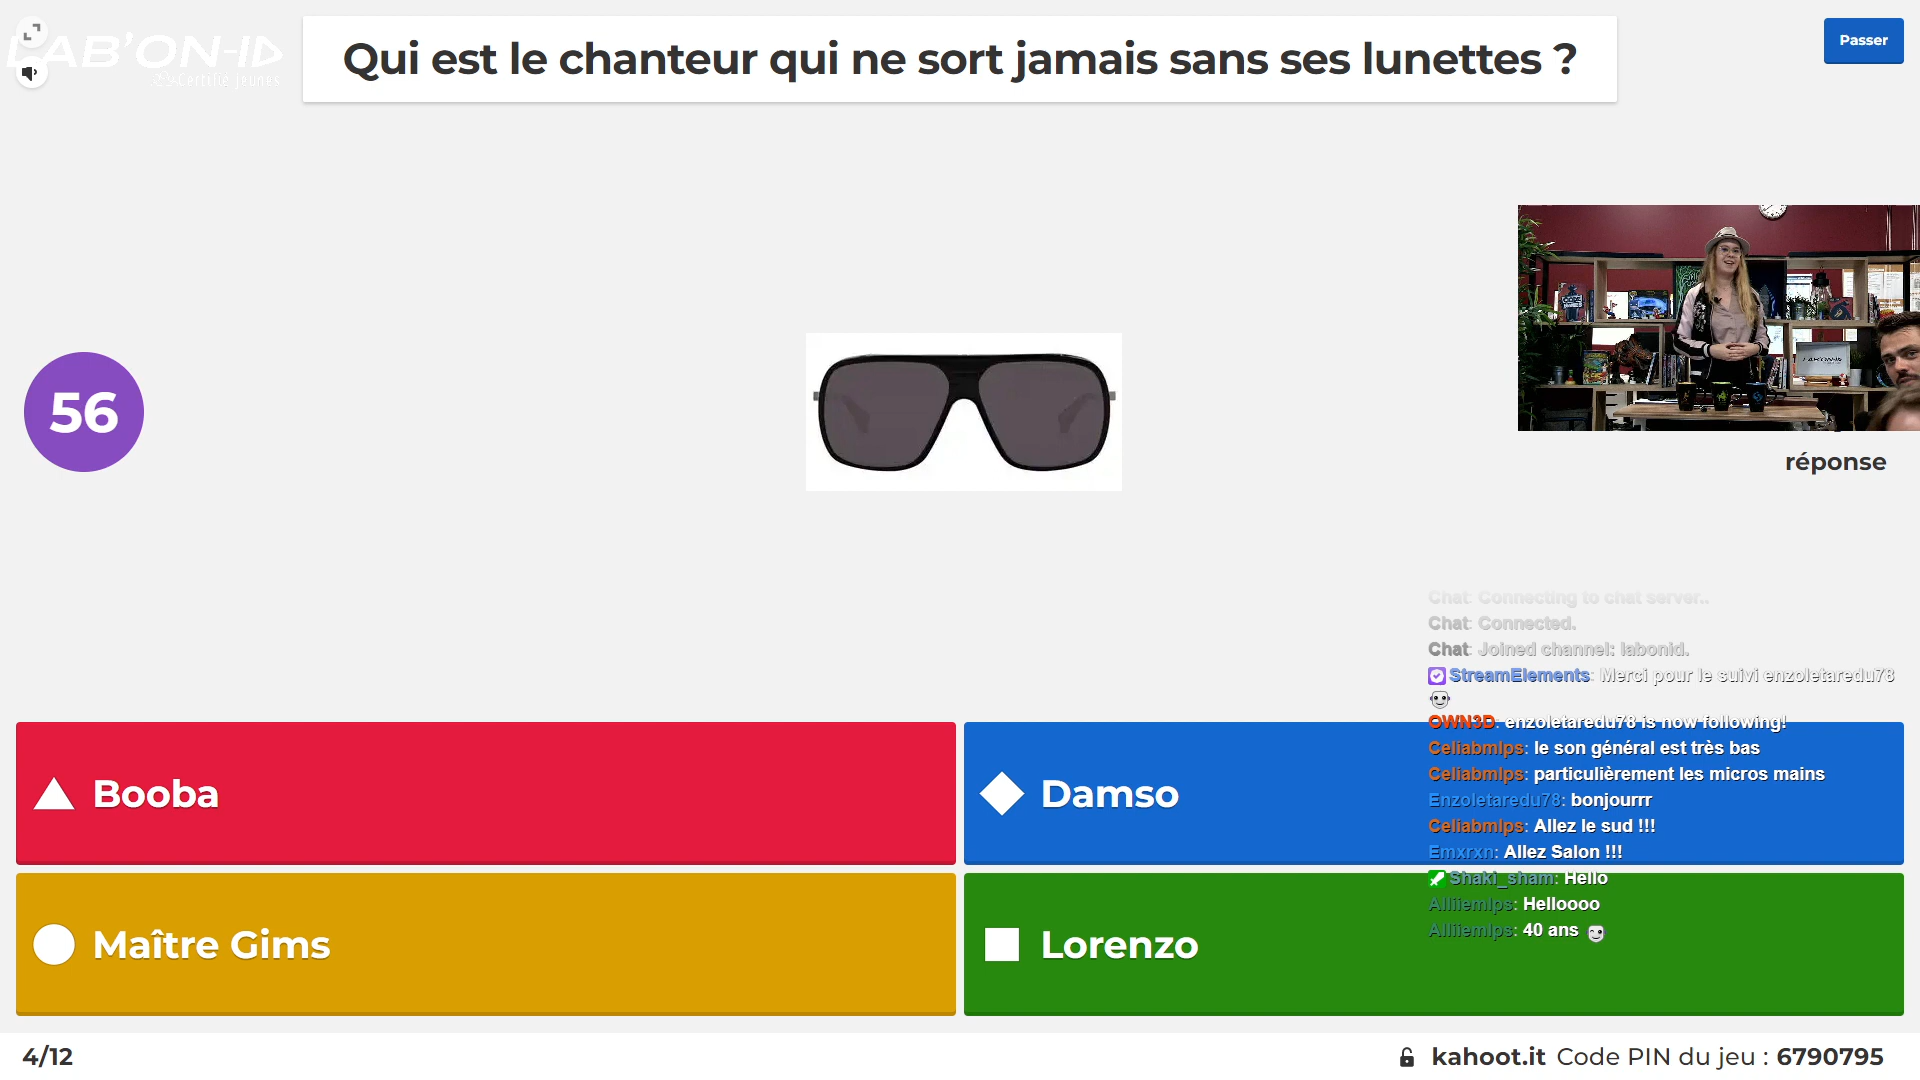 LAB'ON-ID
Certific'Jeunes
Qui est le chanteur qui ne sort jamais sans ses lunettes ?
Passer
56
réponse
Chat: Connecting to chat server..
Chat: Connected.
Chat: Joined channel: labonid.
StreamElements: Merci pour le suivi enzoletaredu78
OWN3D: enzoletaredu78 is now following!
Celiabmlps: le son général est très bas
Celiabmlps: particulièrement les micros mains
Enzoletaredu78: bonjourrr
Celiabmlps: Allez le sud !!!
Emxrxn: Allez Salon !!!
Shaki_sham: Hello
Alliiemlps: Helloooo
Alliiemlps: 40 ans
Booba
Damso
Maître Gims
Lorenzo
4/12
kahoot.it Code PIN du jeu : 6790795